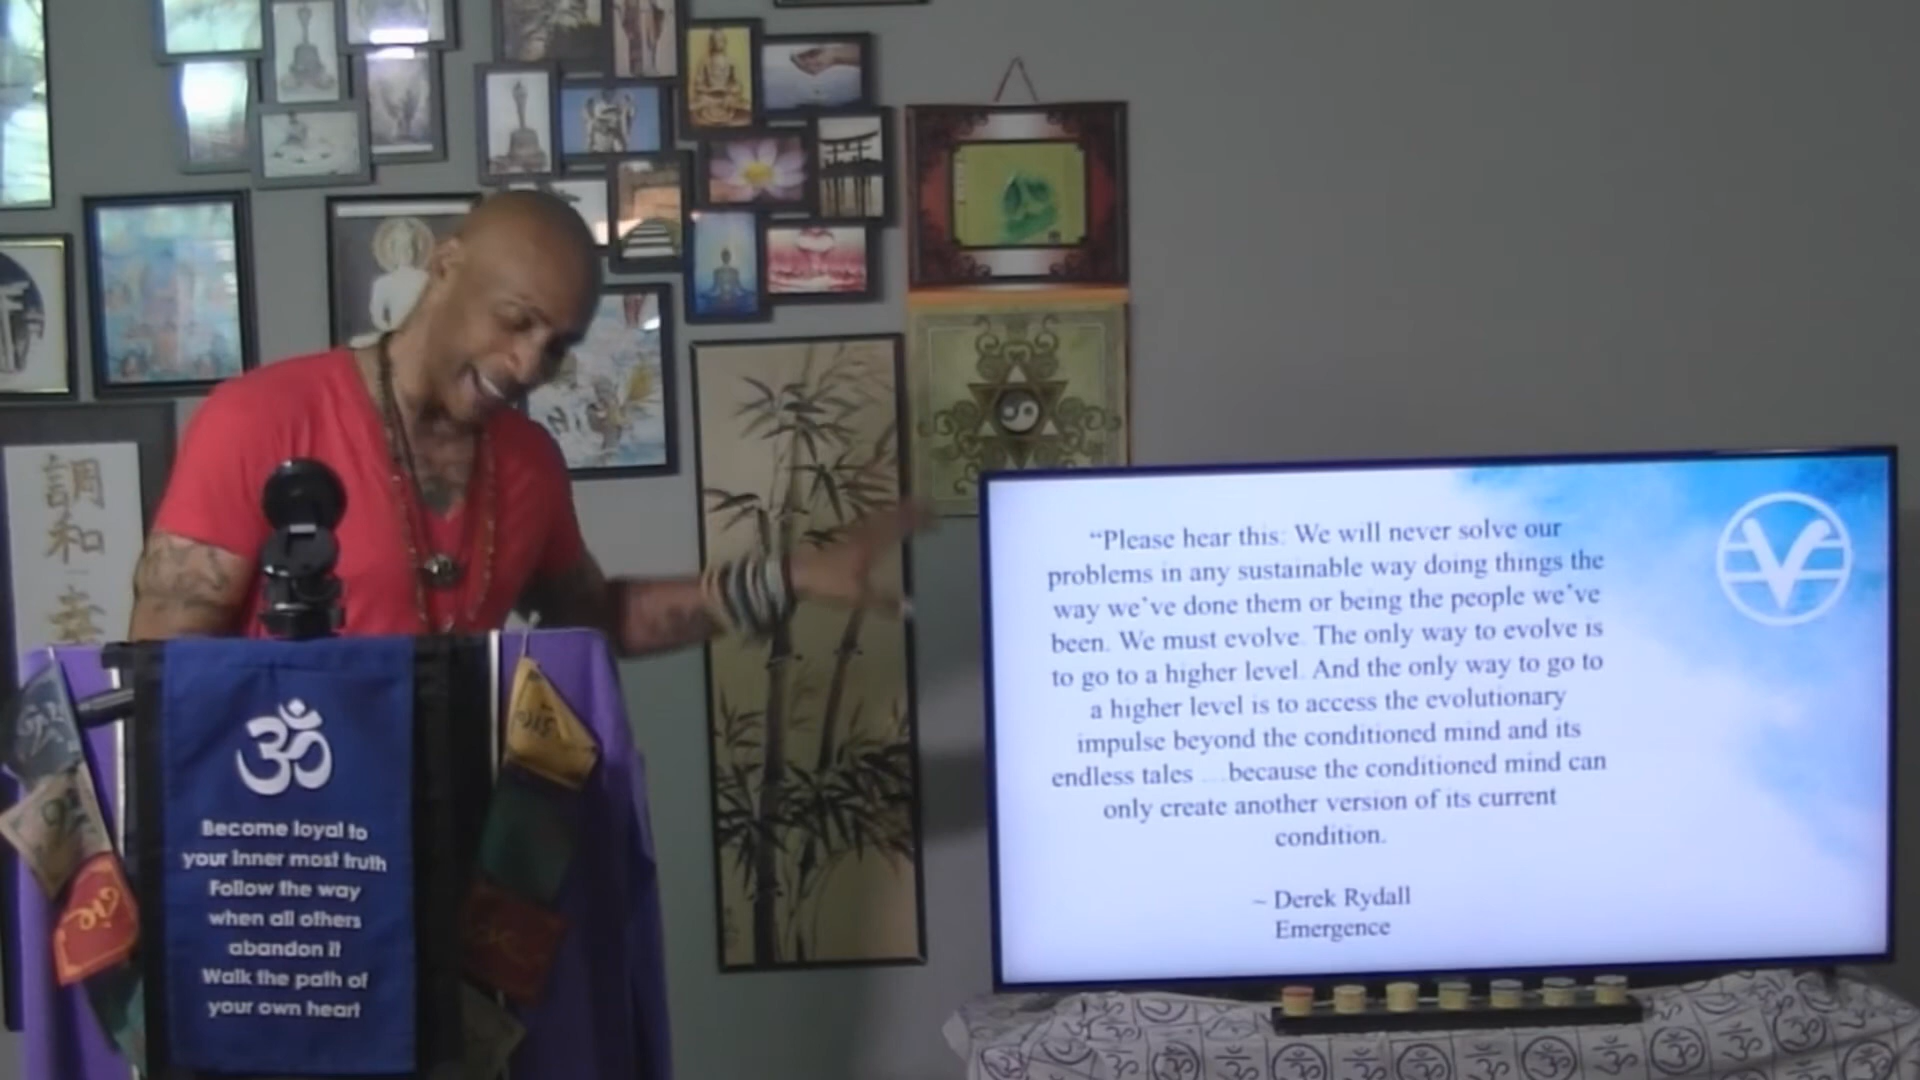 調
和
幸
ॐ
Become loyal to
your inner most truth
Follow the way
when all others
abandon it
Walk the path of
your own heart
“Please hear this: We will never solve our
problems in any sustainable way doing things the
way we’ve done them or being the people we’ve
been. We must evolve. The only way to evolve is
to go to a higher level. And the only way to go to
a higher level is to access the evolutionary
impulse beyond the conditioned mind and its
endless tales ...because the conditioned mind can
only create another version of its current
condition.
~ Derek Rydall
Emergence